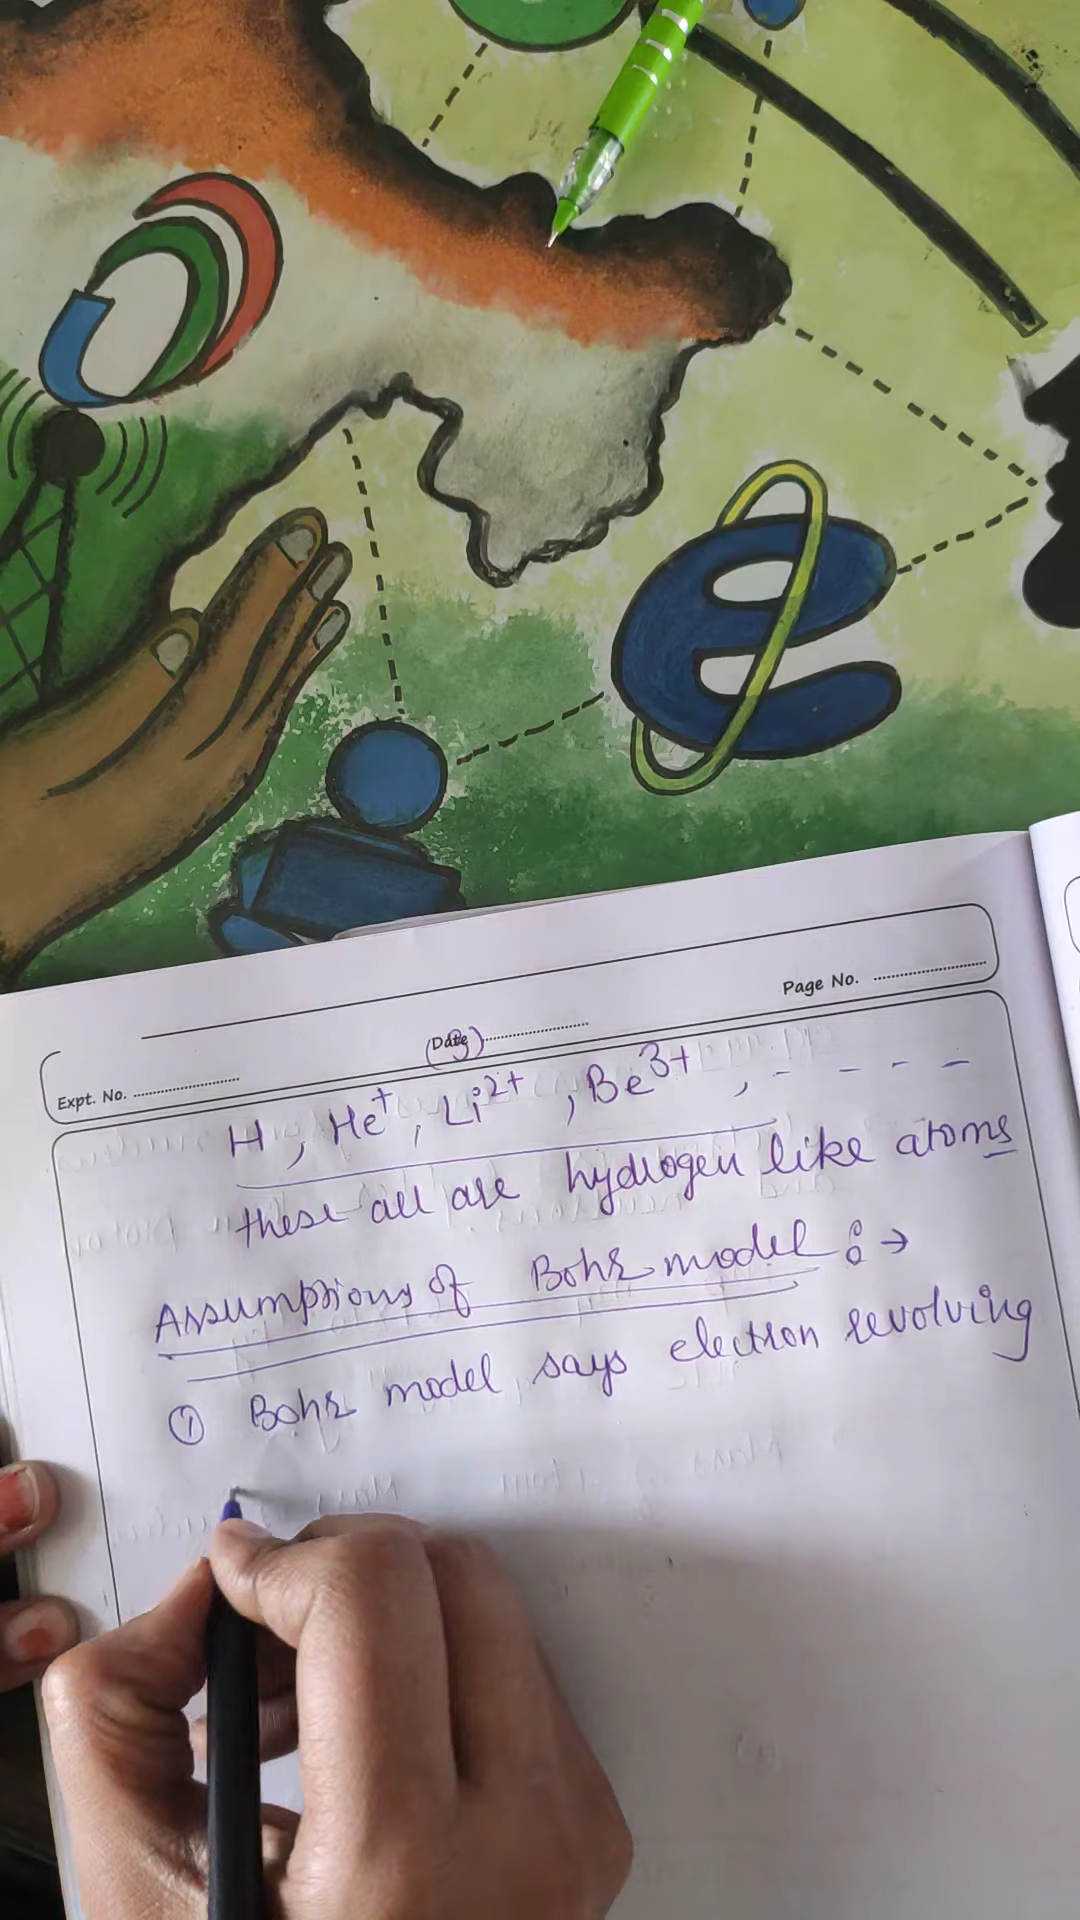 Page No.
Date
(9)
Expt. No.
H, He⁺, Li²⁺, Be³⁺, - - - -
these all are hydrogen like atoms
Assumptions of Bohr model :→
① Bohr model says electron revolving